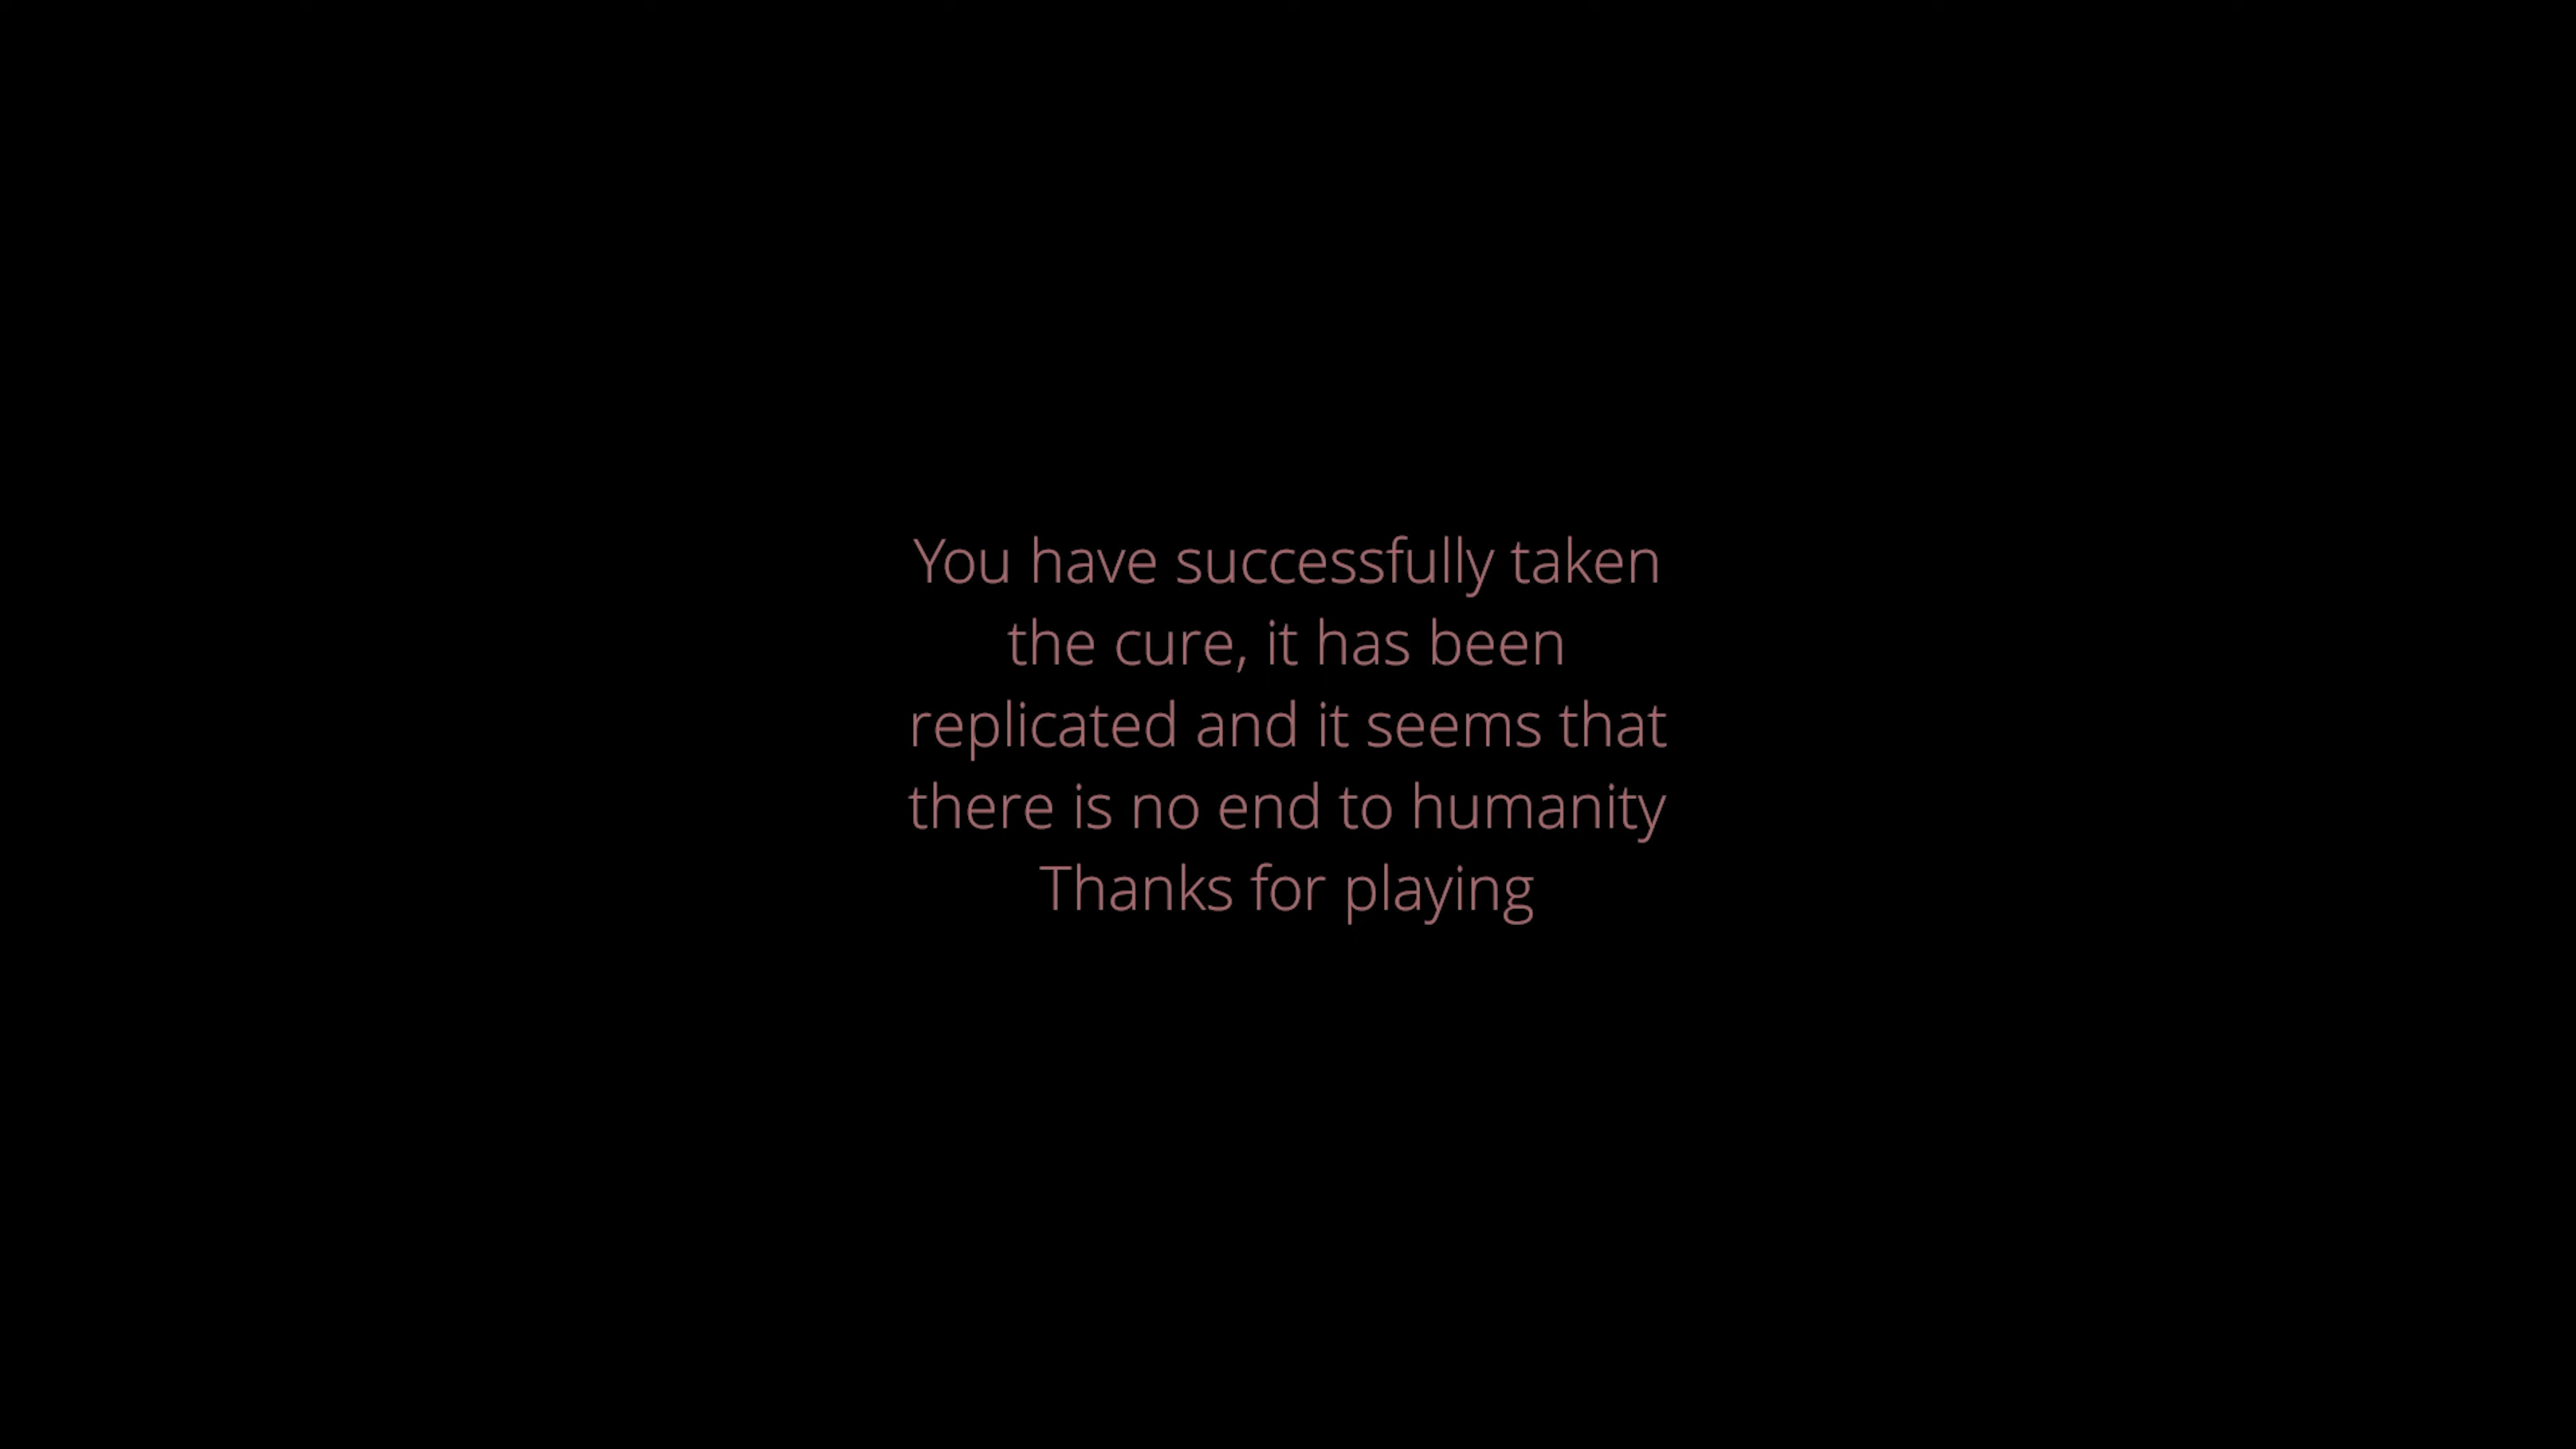 You have successfully taken
the cure, it has been
replicated and it seems that
there is no end to humanity
Thanks for playing